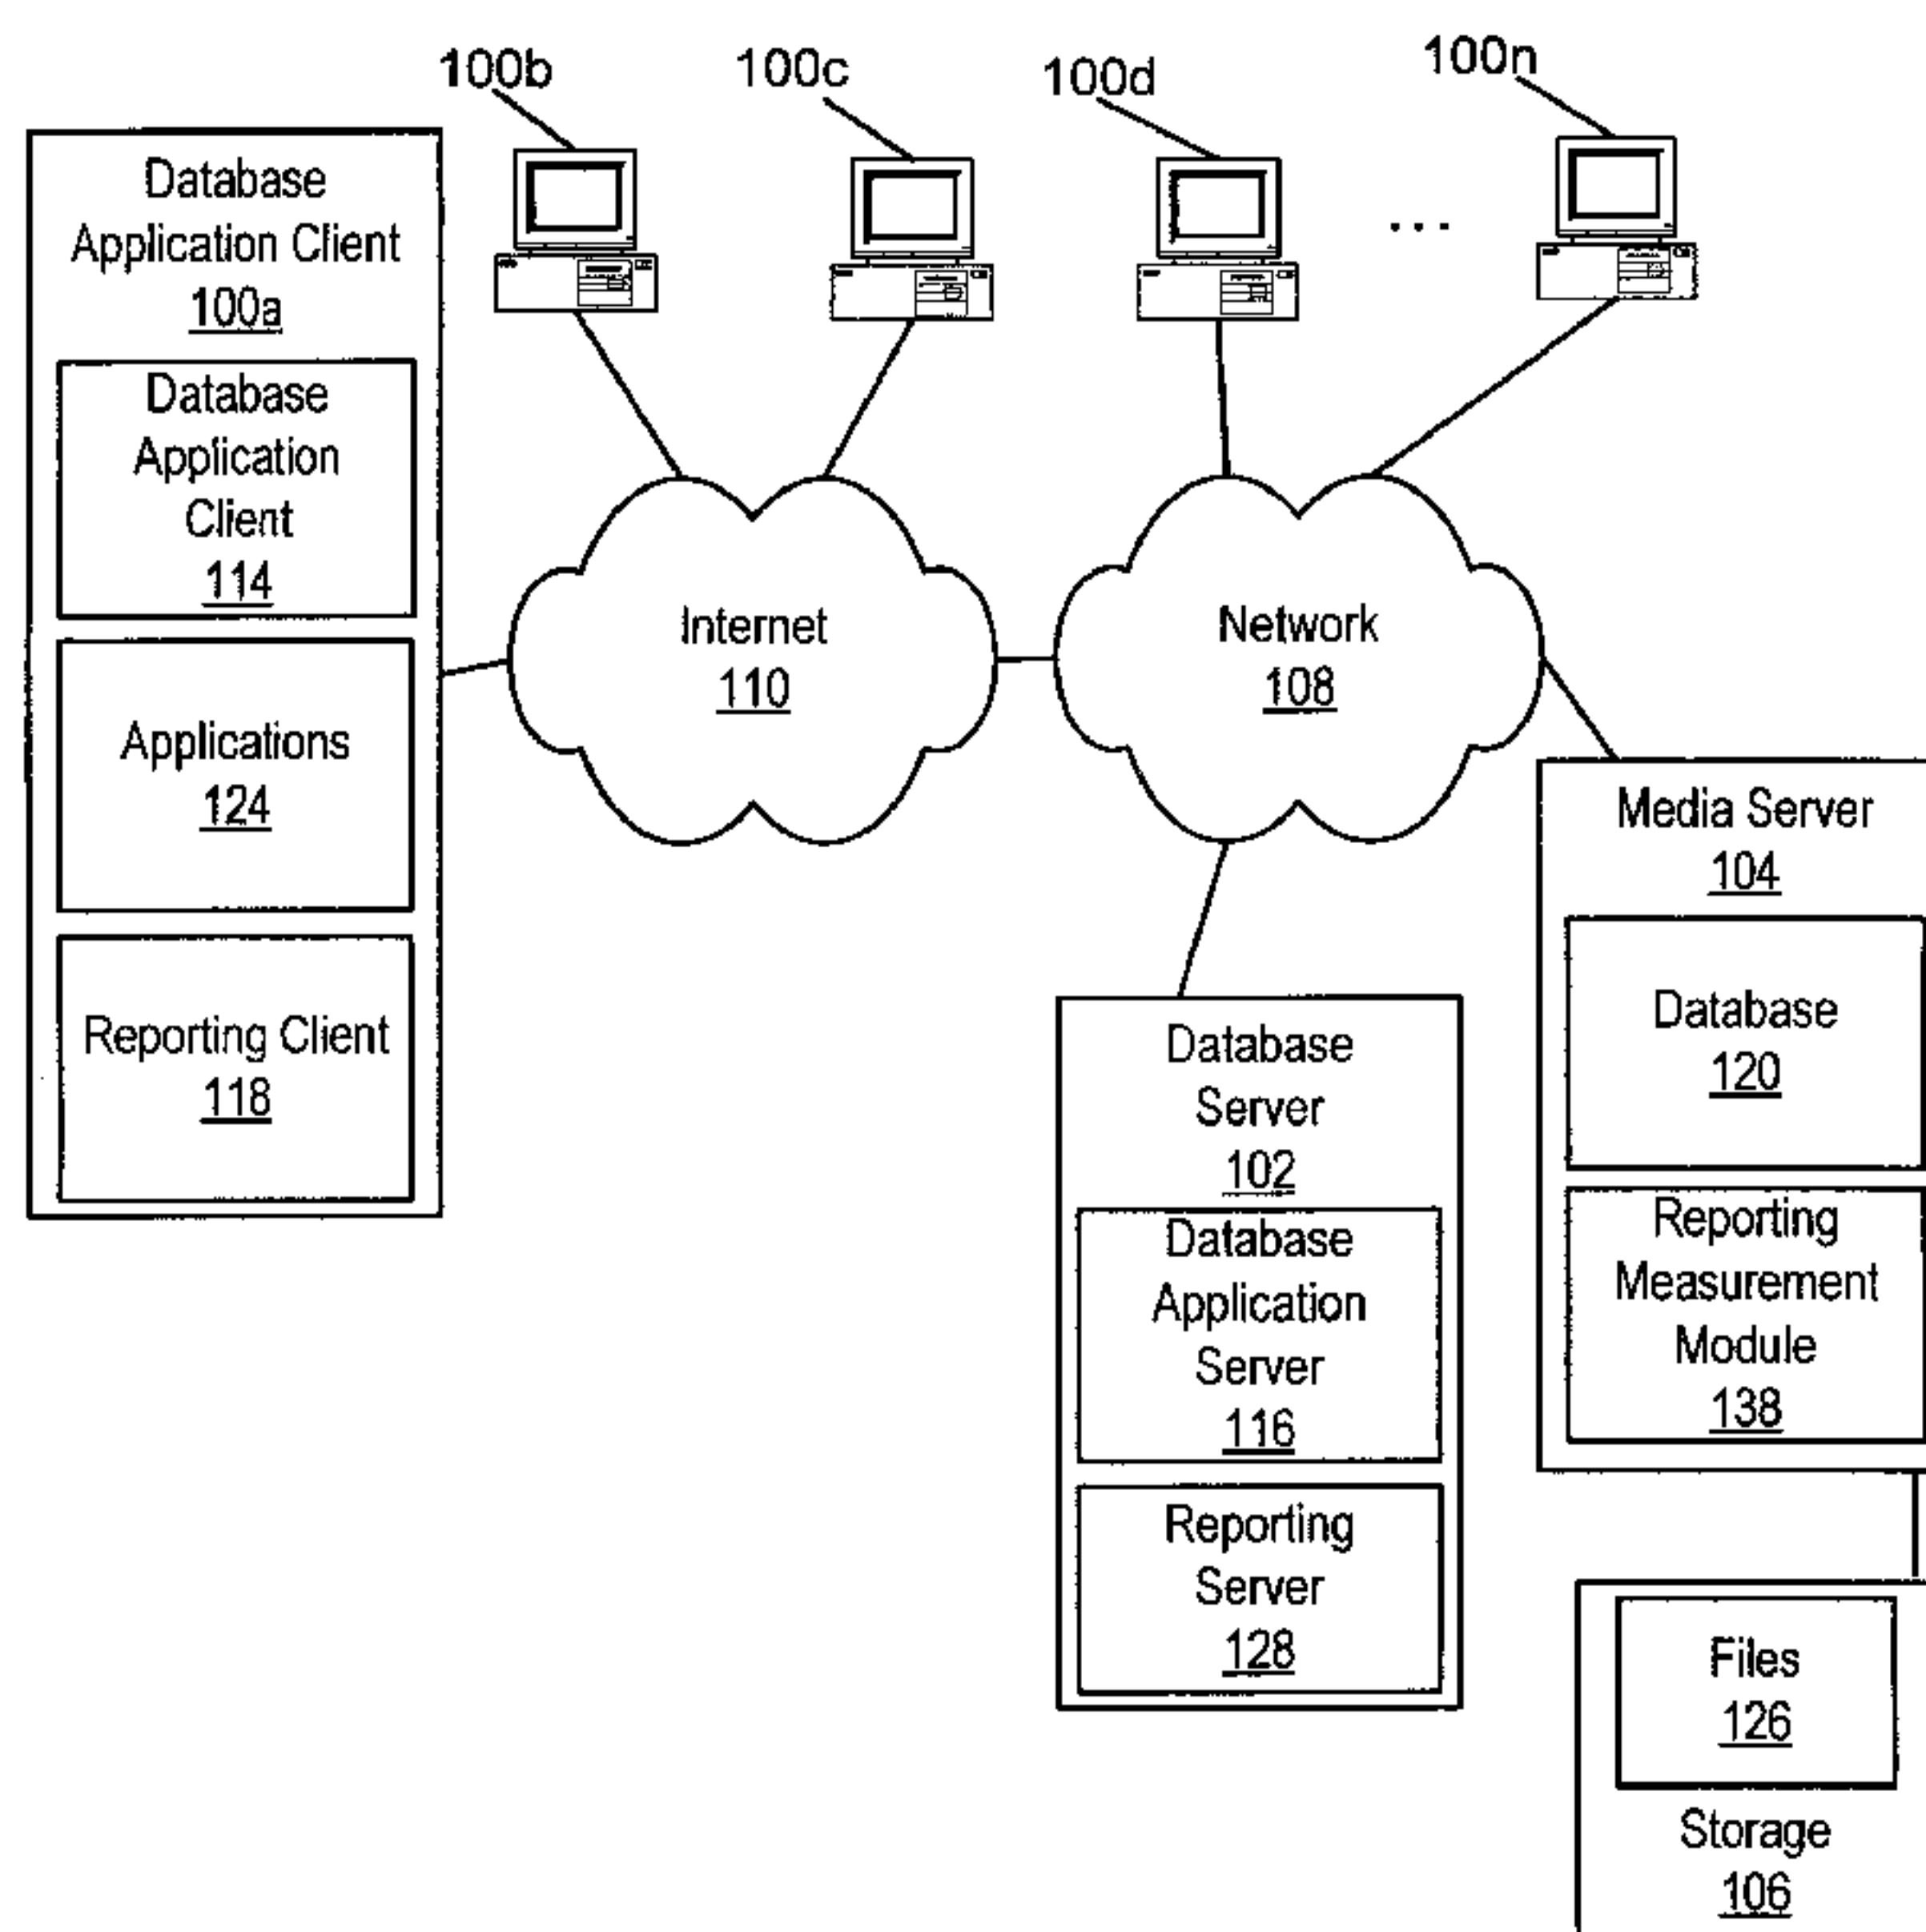 100b
100c
100d
100n
...
Database
Application Client
100a
Database
Application
Client
114
Applications
124
Reporting Client
118
Internet
110
Network
108
Media Server
104
Database
120
Reporting
Measurement
Module
138
Database
Server
102
Database
Application
Server
116
Reporting
Server
128
Files
126
Storage
106